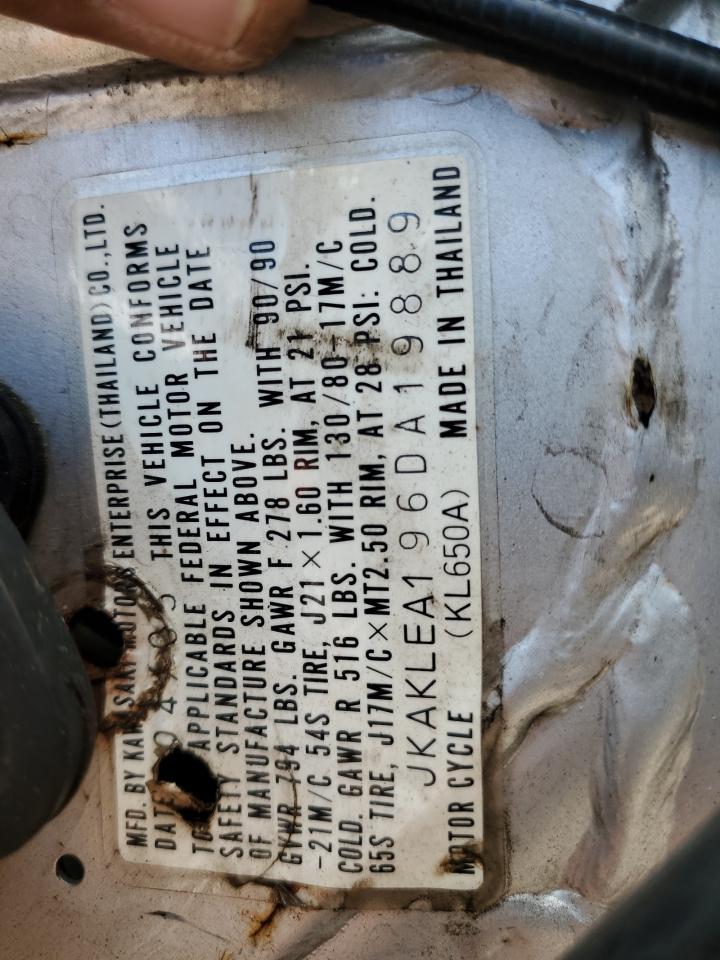 MFD. BY KAWASAKI MOTORS ENTERPRISE (THAILAND) CO., LTD.
DATE 04 THIS VEHICLE CONFORMS
TO APPLICABLE FEDERAL MOTOR VEHICLE
SAFETY STANDARDS IN EFFECT ON THE DATE
OF MANUFACTURE SHOWN ABOVE.
GVWR 794 LBS. GAWR F 278 LBS. WITH 90/90
-21M/C 54S TIRE, J21×1.60 RIM, AT 21 PSI.
COLD. GAWR R 516 LBS. WITH 130/80-17M/C
65S TIRE, J17M/C×MT2.50 RIM, AT 28 PSI. COLD.
JKAKLEA196DA19889
MOTOR CYCLE (KL650A) MADE IN THAILAND